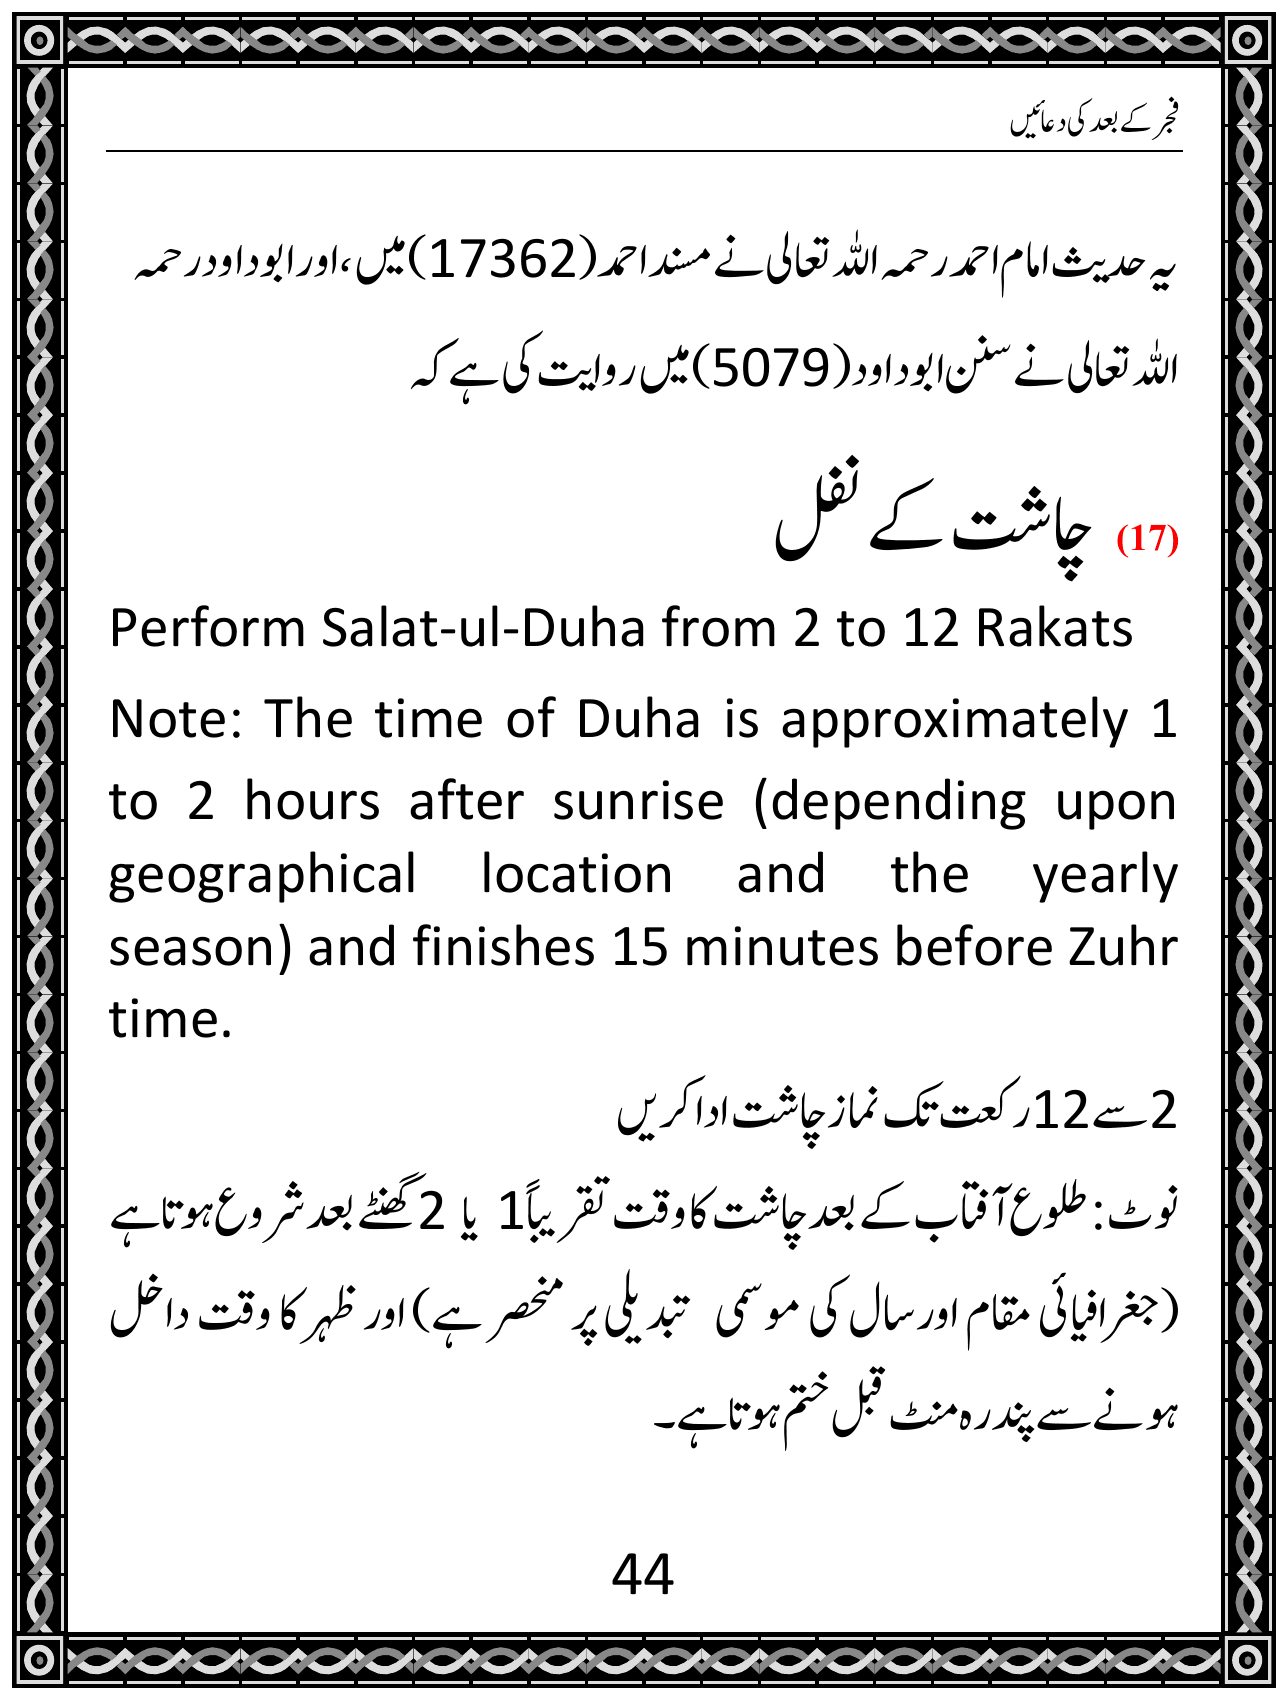 فجر کے بعد کی دعائیں
یہ حدیث امام احمد رحمہ اللہ تعالی نے مسند احمد (17362) میں، اور ابو داود رحمہ
اللہ تعالی نے سنن ابو داود (5079) میں روایت کی ہے کہ
(17) چاشت کے نفل
Perform Salat-ul-Duha from 2 to 12 Rakats
Note: The time of Duha is approximately 1
to 2 hours after sunrise (depending upon
geographical location and the yearly
season) and finishes 15 minutes before Zuhr
time.
2 سے 12 رکعت تک نماز چاشت ادا کریں
نوٹ: طلوع آفتاب کے بعد چاشت کا وقت تقریباً 1 یا 2 گھنٹے بعد شروع ہوتا ہے
(جغرافیائی مقام اور سال کی موسمی تبدیلی پر منحصر ہے) اور ظہر کا وقت داخل
ہونے سے پندرہ منٹ قبل ختم ہوتا ہے۔
44